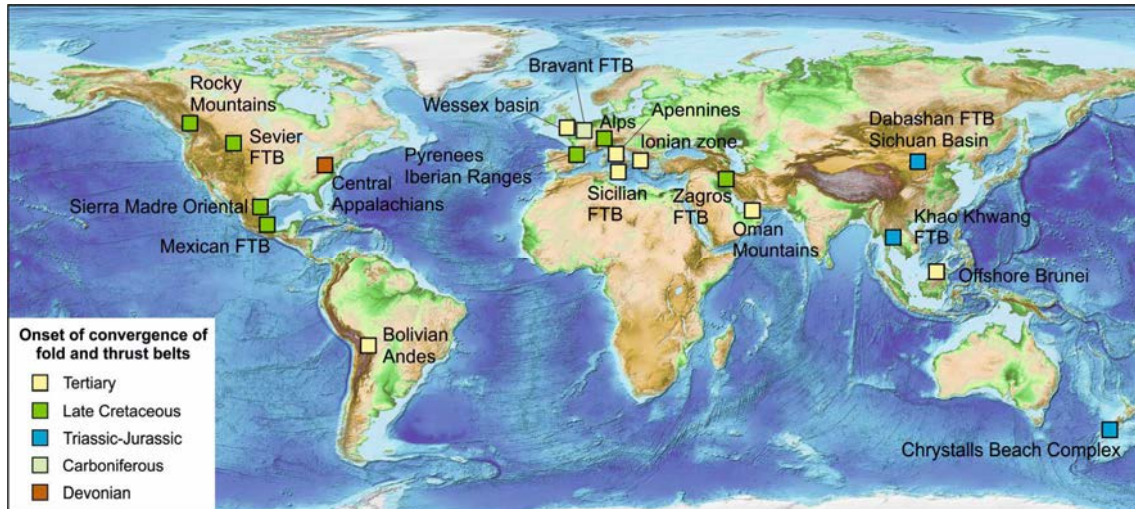 Bravant FTB
Rocky
Mountains
Wessex basin
Apennines
Alps
Dabashan FTB
Sichuan Basin
Sevier
FTB
Ionian zone
Pyrenees
Iberian Ranges
Central
Appalachians
Sicilian
FTB
Zagros
FTB
Sierra Madre Oriental
Khao Khwang
FTB
Mexican FTB
Oman
Mountains
Offshore Brunei
Bolivian
Andes
Chrystalls Beach Complex
Onset of convergence of
fold and thrust belts
Tertiary
Late Cretaceous
Triassic-Jurassic
Carboniferous
Devonian